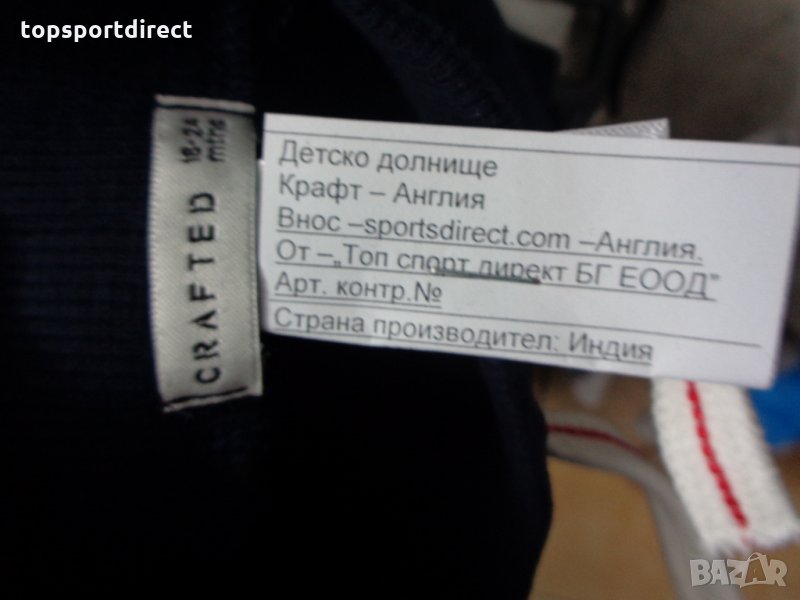 topsportdirect
CRAFTED
18-24
mths
Детско долнище
Крафт – Англия
Внос –sportsdirect.com –Англия.
От –„Топ спорт директ БГ ЕООД”
Арт. контр.№
Страна производител: Индия
BAZAR